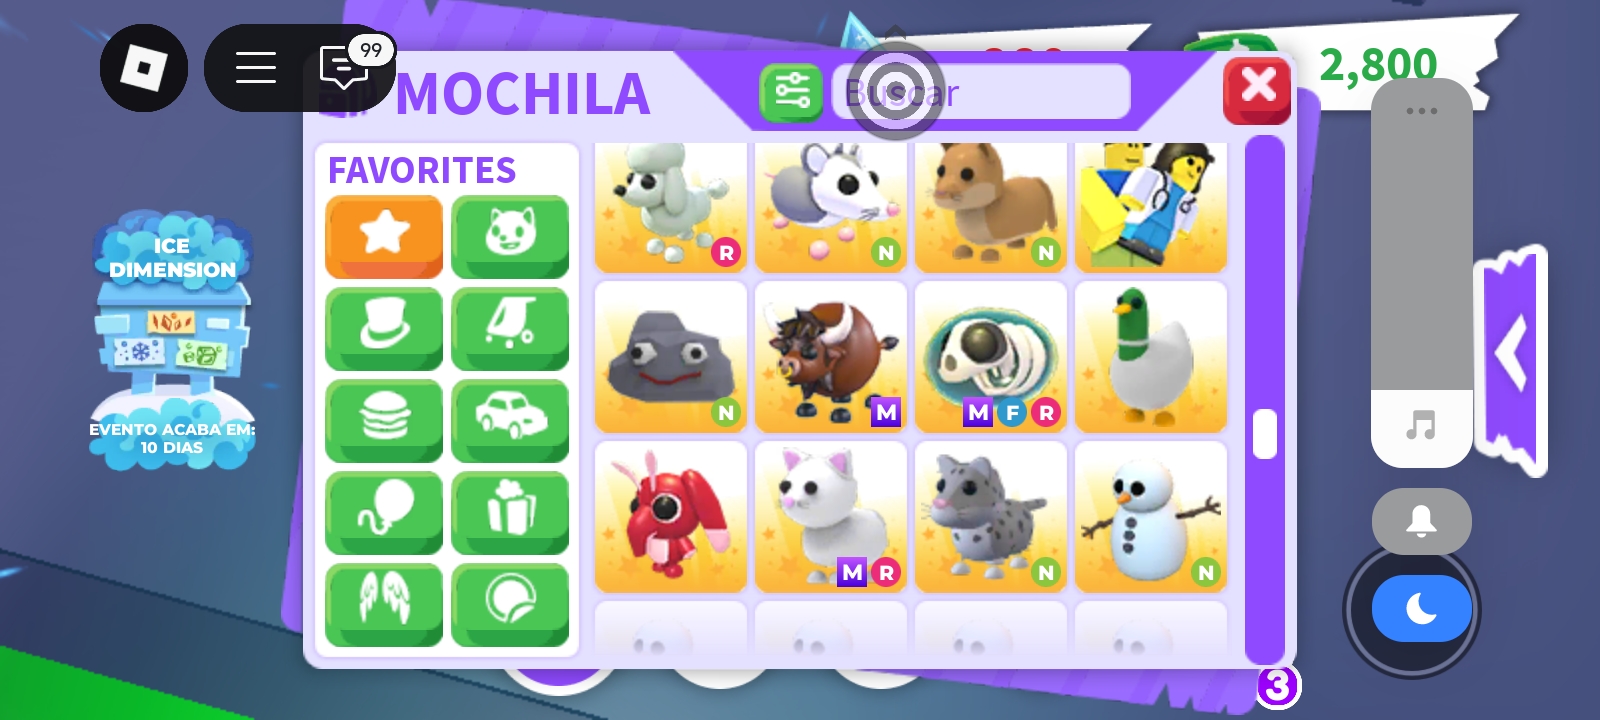 99
MOCHILA
Buscar
2,800
FAVORITES
R
N
N
ICE
DIMENSION
EVENTO ACABA EM:
10 DIAS
N
M
M F R
M R
N
N
3